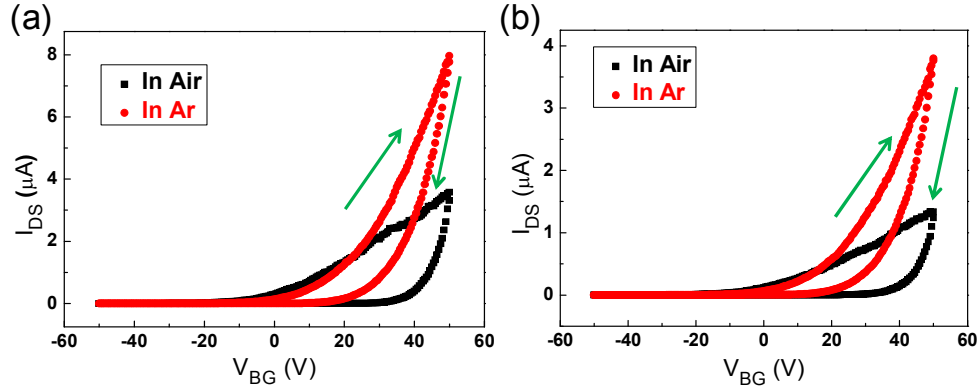 (a)
8
6
4
2
0
I_DS (μA)
In Air
In Ar
-60 -40 -20 0 20 40 60
V_BG (V)
(b)
4
3
2
1
0
I_DS (μA)
In Air
In Ar
-60 -40 -20 0 20 40 60
V_BG (V)